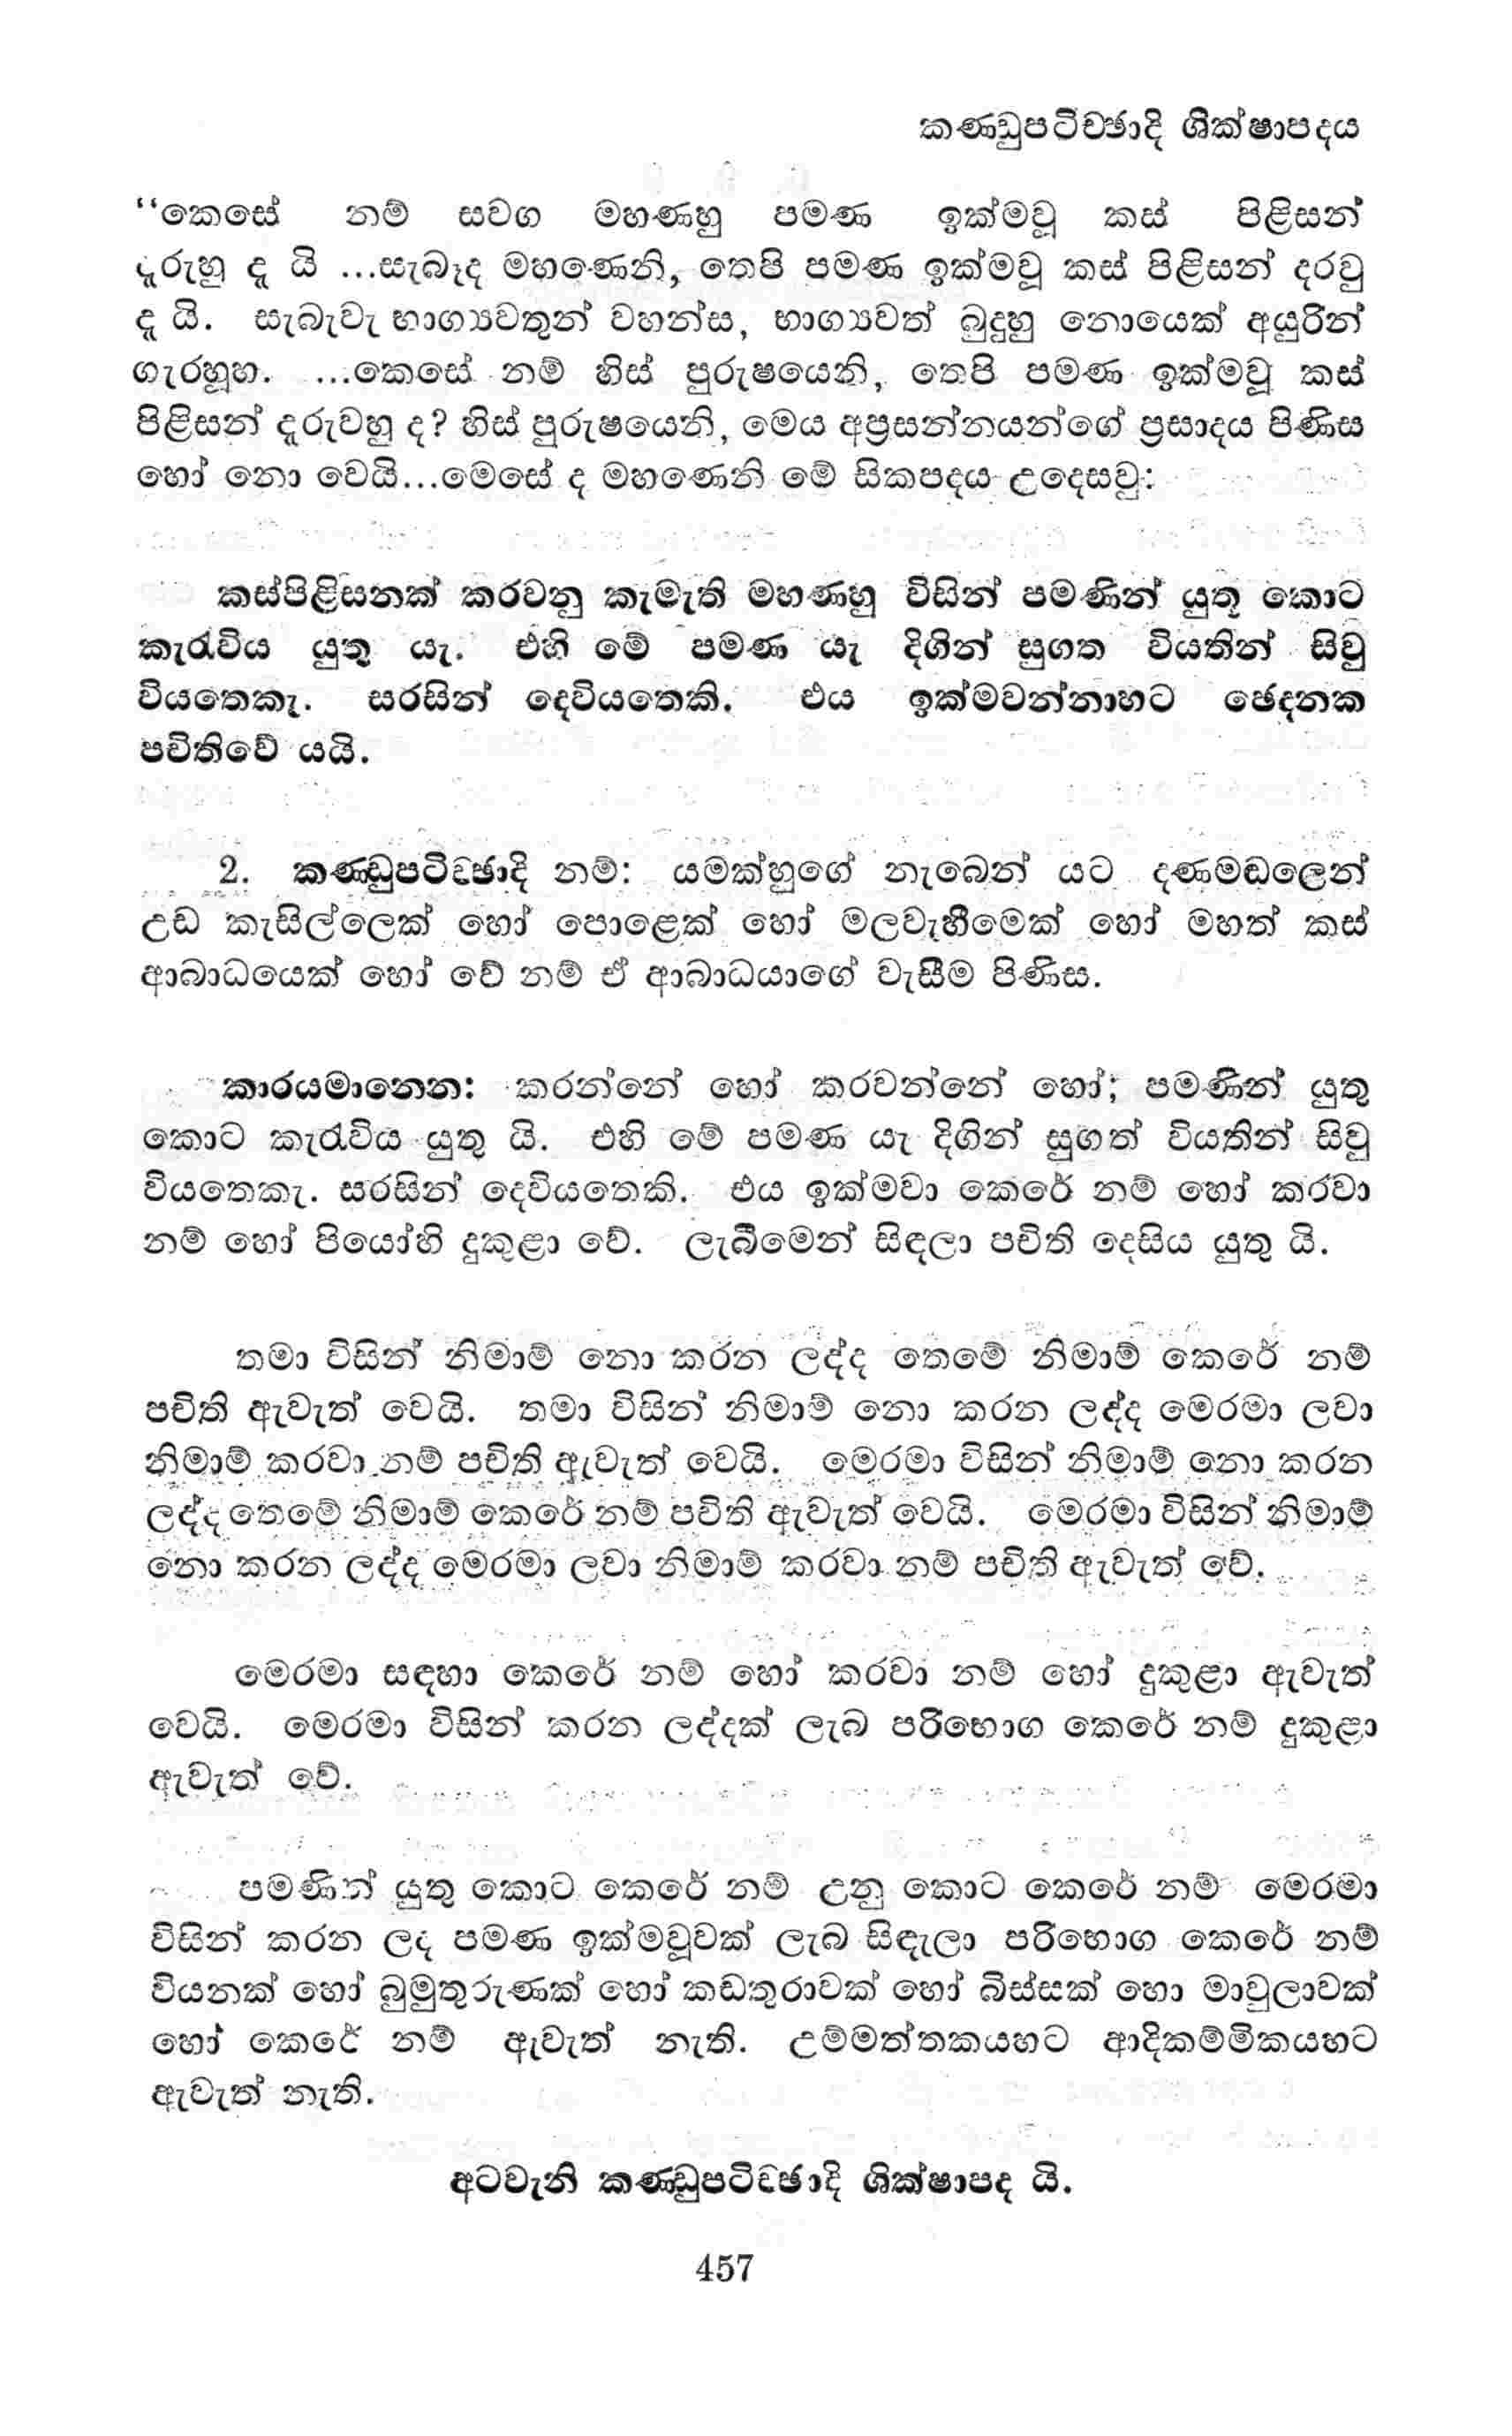 කණ්ඩුපටිච්ඡාදි ශික්ෂාපදය
“කෙසේ නම් සවග මහණහු පමණ ඉක්මවූ කස් පිළිසන්
දැරුහු දූ යි ...සැබෑද මහණෙනි, තෙපි පමණ ඉක්මවූ කස් පිළිසන් දරවු
දූ යි. සැබැවැ භාග්‍යවතුන් වහන්ස, භාග්‍යවත් බුදුහු නොයෙක් අයුරින්
ගැරහූහ. ...කෙසේ නම් හිස් පුරුෂයෙනි, තෙපි පමණ ඉක්මවූ කස්
පිළිසන් දැරුවහු ද? හිස් පුරුෂයෙනි, මෙය අප්‍රසන්නයන්ගේ ප්‍රසාදය පිණිස
හෝ නො වෙයි...මෙසේ ද මහණෙනි මේ සිකපදය උදෙසවු:
කස්පිළිසනක් කරවනු කැමැති මහණහු විසින් පමණින් යුතු කොට
කැරැවිය යුතු යැ. එහි මේ පමණ යැ දිගින් සුගත වියතින් සිවු
වියතෙකැ. සරසින් දෙවියතෙකි. එය ඉක්මවන්නාහට ඡෙදනක
පචිතිවේ යයි.
2. කණ්ඩුපටිච්ඡාදි නම්: යමක්හුගේ නැබෙන් යට දණමඬලෙන්
උඩ කැසිල්ලෙක් හෝ පොළෙක් හෝ මලවැහීමෙක් හෝ මහත් කස්
ආබාධයෙක් හෝ වේ නම් ඒ ආබාධයාගේ වැසීම පිණිස.
කාරයමානෙන: කරන්නේ හෝ කරවන්නේ හෝ; පමණින් යුතු
කොට කැරැවිය යුතු යි. එහි මේ පමණ යැ දිගින් සුගත් වියතින් සිවු
වියතෙකැ. සරසින් දෙවියතෙකි. එය ඉක්මවා කෙරේ නම් හෝ කරවා
නම් හෝ පියෝහි දුකුළා වේ. ලැබීමෙන් සිඳලා පචිති දෙසිය යුතු යි.
තමා විසින් නිමාම් නො කරන ලද්ද තෙමේ නිමාම් කෙරේ නම්
පචිති ඇවැත් වෙයි. තමා විසින් නිමාම් නො කරන ලද්ද මෙරමා ලවා
නිමාම් කරවා නම් පචිති ඇවැත් වෙයි. මෙරමා විසින් නිමාම් නො කරන
ලද්ද තෙමේ නිමාම් කෙරේ නම් පචිති ඇවැත් වෙයි. මෙරමා විසින් නිමාම්
නො කරන ලද්ද මෙරමා ලවා නිමාම් කරවා නම් පචිති ඇවැත් වේ.
මෙරමා සඳහා කෙරේ නම් හෝ කරවා නම් හෝ දුකුළා ඇවැත්
වෙයි. මෙරමා විසින් කරන ලද්දක් ලැබ පරිභොග කෙරේ නම් දුකුළා
ඇවැත් වේ.
පමණින් යුතු කොට කෙරේ නම් උනු කොට කෙරේ නම් මෙරමා
විසින් කරන ලද පමණ ඉක්මවූවක් ලැබ සිඳැලා පරිභොග කෙරේ නම්
වියනක් හෝ බුමුතුරුණක් හෝ කඩතුරාවක් හෝ බිස්සක් හො මාවුලාවක්
හෝ කෙරේ නම් ඇවැත් නැති. උම්මත්තකයහට ආදිකම්මිකයහට
ඇවැත් නැති.
අටවැනි කණ්ඩුපටිච්ඡාදි ශික්ෂාපද යි.
457